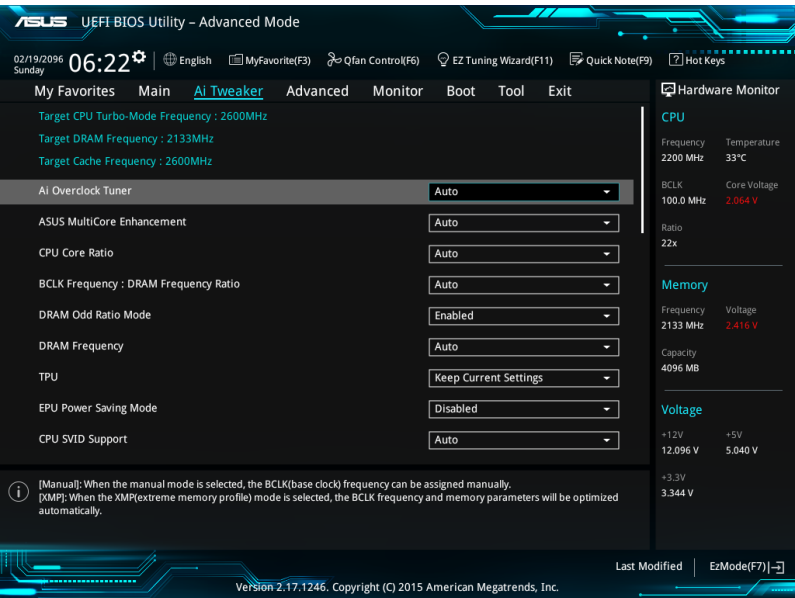 ASUS UEFI BIOS Utility – Advanced Mode
02/19/2096
Sunday
06:22
English
MyFavorite(F3)
Qfan Control(F6)
EZ Tuning Wizard(F11)
Quick Note(F9)
? Hot Keys
My Favorites Main Ai Tweaker Advanced Monitor Boot Tool Exit
Target CPU Turbo-Mode Frequency : 2600MHz
Target DRAM Frequency : 2133MHz
Target Cache Frequency : 2600MHz
Ai Overclock Tuner Auto
ASUS MultiCore Enhancement Auto
CPU Core Ratio Auto
BCLK Frequency : DRAM Frequency Ratio Auto
DRAM Odd Ratio Mode Enabled
DRAM Frequency Auto
TPU Keep Current Settings
EPU Power Saving Mode Disabled
CPU SVID Support Auto
Hardware Monitor
CPU
Frequency Temperature
2200 MHz 33°C
BCLK Core Voltage
100.0 MHz 2.064 V
Ratio
22x
Memory
Frequency Voltage
2133 MHz 2.416 V
Capacity
4096 MB
Voltage
+12V +5V
12.096 V 5.040 V
+3.3V
3.344 V
[Manual]: When the manual mode is selected, the BCLK(base clock) frequency can be assigned manually.
[XMP]: When the XMP(extreme memory profile) mode is selected, the BCLK frequency and memory parameters will be optimized
automatically.
Last Modified
EzMode(F7)
Version 2.17.1246. Copyright (C) 2015 American Megatrends, Inc.